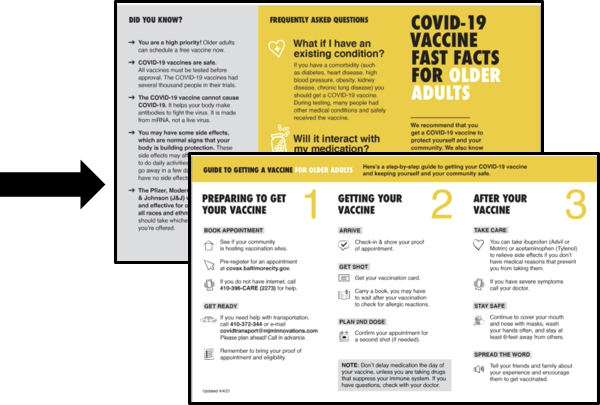 DID YOU KNOW?
You are a high priority! Older adults
can schedule a free vaccine now.
COVID-19 vaccines are safe.
All vaccines must be tested before
approval. The COVID-19 vaccines had
several thousand people in their trials.
The COVID-19 vaccine cannot cause
COVID-19. It helps your body make
antibodies to fight the virus. It is made
from mRNA, not a live virus.
You may have some side effects,
which are normal signs that your
body is building protection. These
side effects may
to do daily activities
go away in a few da
have no side effects
The Pfizer, Modern
& Johnson (J&J) v
and effective for o
all races and ethn
should take whiche
you're offered.
FREQUENTLY ASKED QUESTIONS
What if I have an
existing condition?
If you have a comorbidity (such
as diabetes, heart disease, high
blood pressure, obesity, kidney
disease, chronic lung disease) you
should get a COVID-19 vaccine.
During testing, many people had
other medical conditions and safely
received the vaccine.
Will it interact with
my medication?
COVID-19
VACCINE
FAST FACTS
FOR OLDER
ADULTS
We recommend that you
get a COVID-19 vaccine to
protect yourself and your
community. We also know
GUIDE TO GETTING A VACCINE FOR OLDER ADULTS
Here's a step-by-step guide to getting your COVID-19 vaccine
and keeping yourself and your community safe.
PREPARING TO GET
YOUR VACCINE
1
BOOK APPOINTMENT
See if your community
is hosting vaccination sites.
Pre-register for an appointment
at covax.baltimorecity.gov.
If you do not have internet, call
410-396-CARE (2273) for help.
GET READY
If you need help with transportation,
call 410-372-344 or e-mail
covidtransport@mjminnovations.com
Please plan ahead! Call in advance.
Remember to bring your proof of
appointment and eligibility.
Updated 4/4/21
GETTING YOUR
VACCINE
2
ARRIVE
Check-in & show your proof
of appointment.
GET SHOT
Get your vaccination card.
Carry a book, you may have
to wait after your vaccination
to check for allergic reactions.
PLAN 2ND DOSE
Confirm your appointment for
a second shot (if needed).
NOTE: Don't delay medication the day of
your vaccine, unless you are taking drugs
that suppress your immune system. If you
have questions, check with your doctor.
AFTER YOUR
VACCINE
3
TAKE CARE
You can take ibuprofen (Advil or
Motrin) or acetaminophen (Tylenol)
to relieve side effects if you don't
have medical reasons that prevent
you from taking them.
If you have severe symptoms
call your doctor.
STAY SAFE
Continue to cover your mouth
and nose with masks, wash
your hands often, and stay at
least 6-feet away from others.
SPREAD THE WORD
Tell your friends and family about
your experience and encourage
them to get vaccinated.